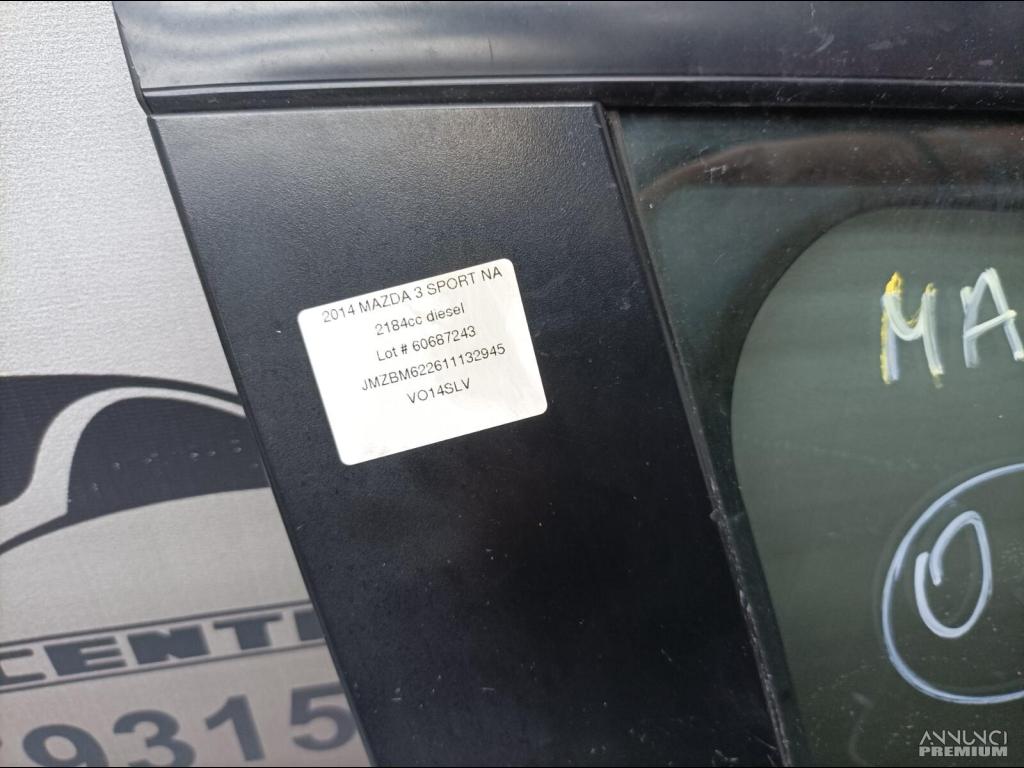 2014 MAZDA 3 SPORT NA
2184cc diesel
Lot # 60687243
JMZBM622611132945
VO14SLV
MA
O
CENT
9315
ANNUNCI
PREMIUM